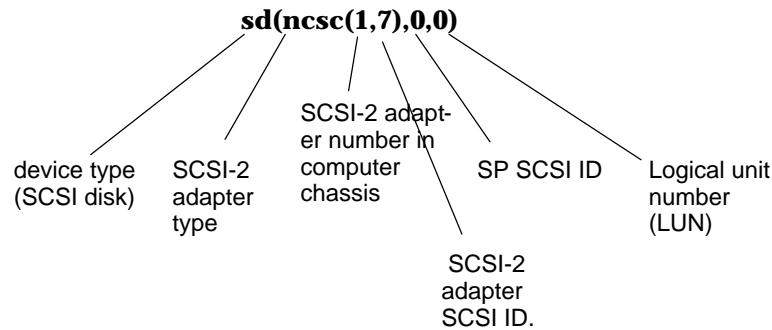 sd(ncsc(1,7),0,0)
device type
(SCSI disk)
SCSI-2
adapter
type
SCSI-2 adapt-
er number in
computer
chassis
SP SCSI ID
Logical unit
number
(LUN)
SCSI-2
adapter
SCSI ID.